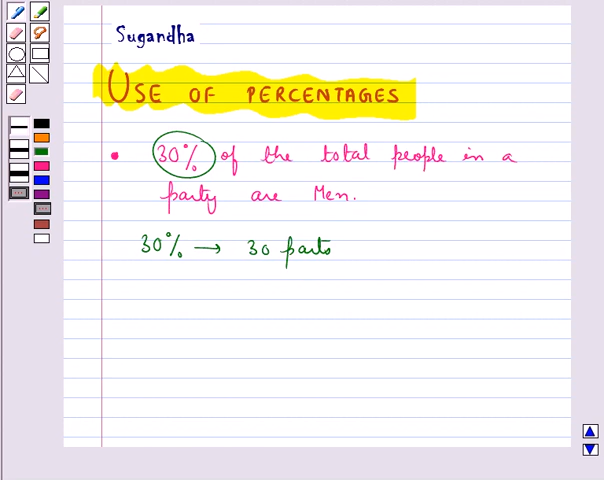 Sugandha
USE OF PERCENTAGES
• 30% of the total people in a
party are Men.
30% → 30 parts